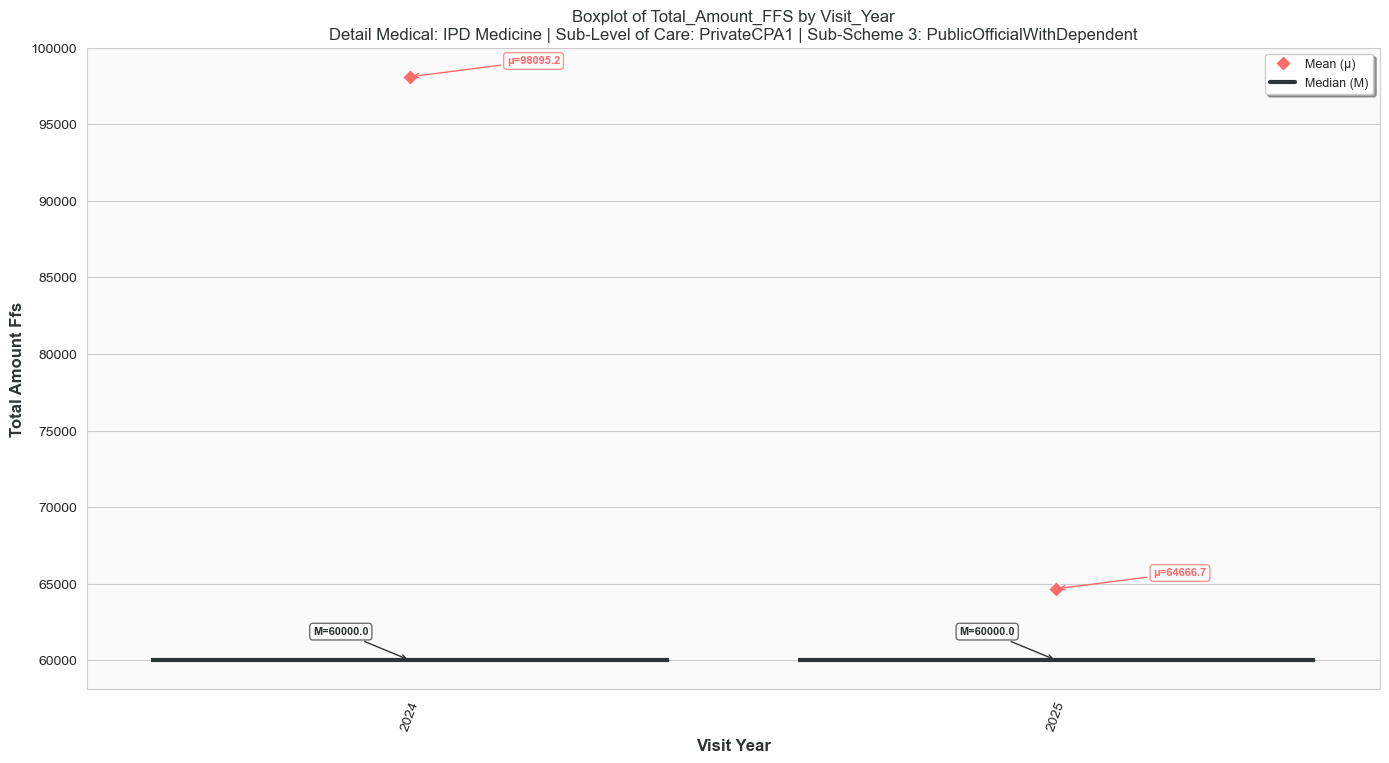 Boxplot of Total_Amount_FFS by Visit_Year
Detail Medical: IPD Medicine | Sub-Level of Care: PrivateCPA1 | Sub-Scheme 3: PublicOfficialWithDependent
Total Amount Ffs
100000
95000
90000
85000
80000
75000
70000
65000
60000
μ=98095.2
Mean (μ)
Median (M)
μ=64666.7
M=60000.0
M=60000.0
2024
2025
Visit Year